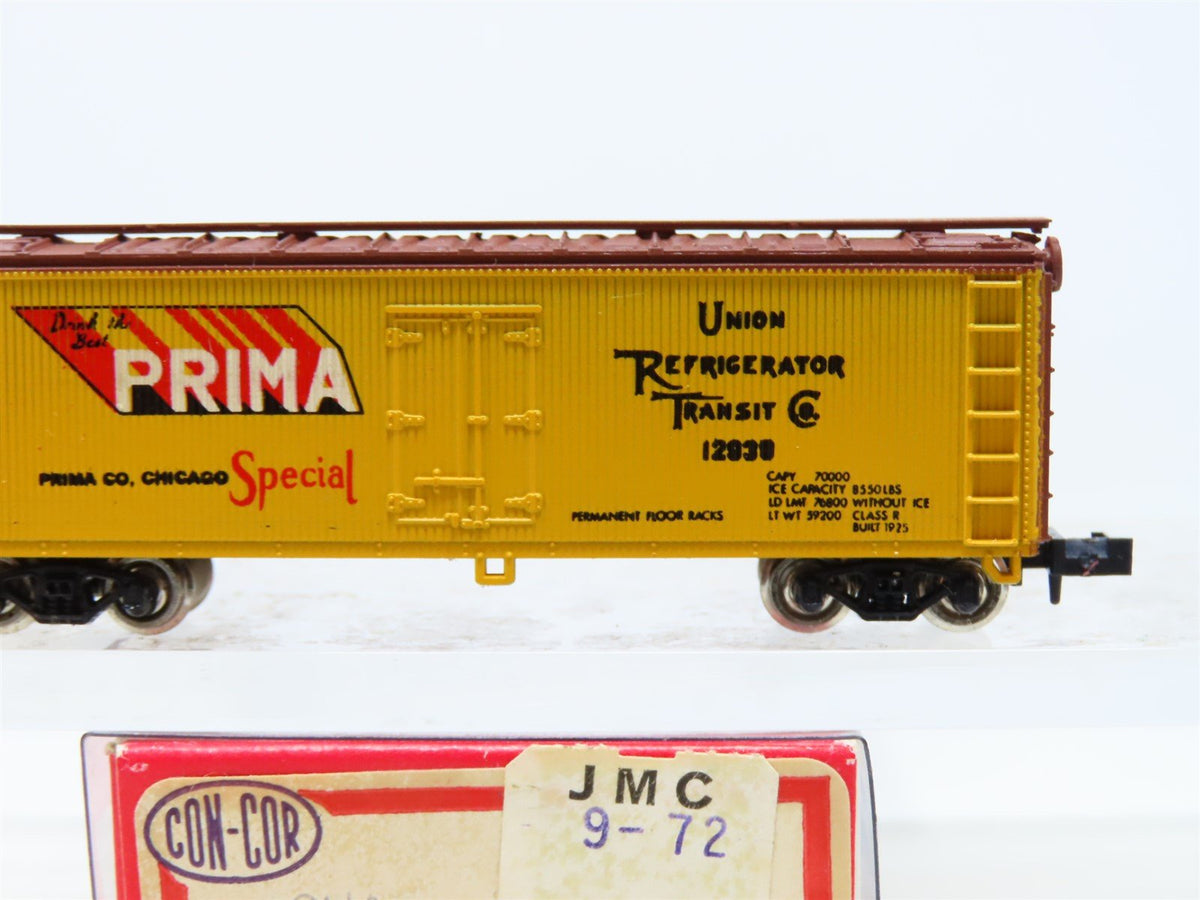 Drink the
Best
PRIMA
PRIMA CO, CHICAGO Special
UNION
REFRIGERATOR
TRANSIT CO.
PERMANENT FLOOR RACKS
CAPY 70000
ICE CAPACITY 8550 LBS
LD LMT 76800 WITHOUT ICE
LT WT 59200 CLASS R
BUILT 1925
CON-COR
JMC
9-72